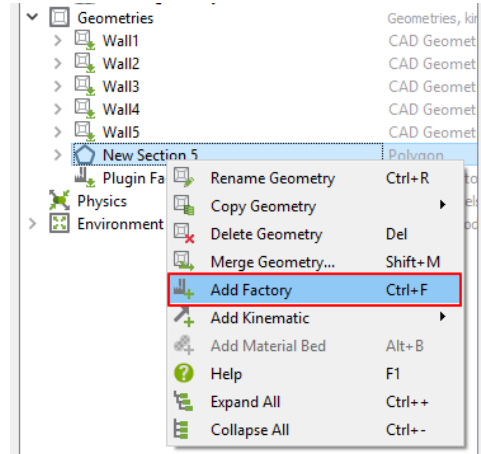 Geometries Geometries, kin
Wall1 CAD Geomet
Wall2 CAD Geomet
Wall3 CAD Geomet
Wall4 CAD Geomet
Wall5 CAD Geomet
New Section 5 Polygon
Plugin Fa
Physics
Environment
Rename Geometry Ctrl+R
Copy Geometry
Delete Geometry Del
Merge Geometry... Shift+M
Add Factory Ctrl+F
Add Kinematic
Add Material Bed Alt+B
Help F1
Expand All Ctrl++
Collapse All Ctrl+-